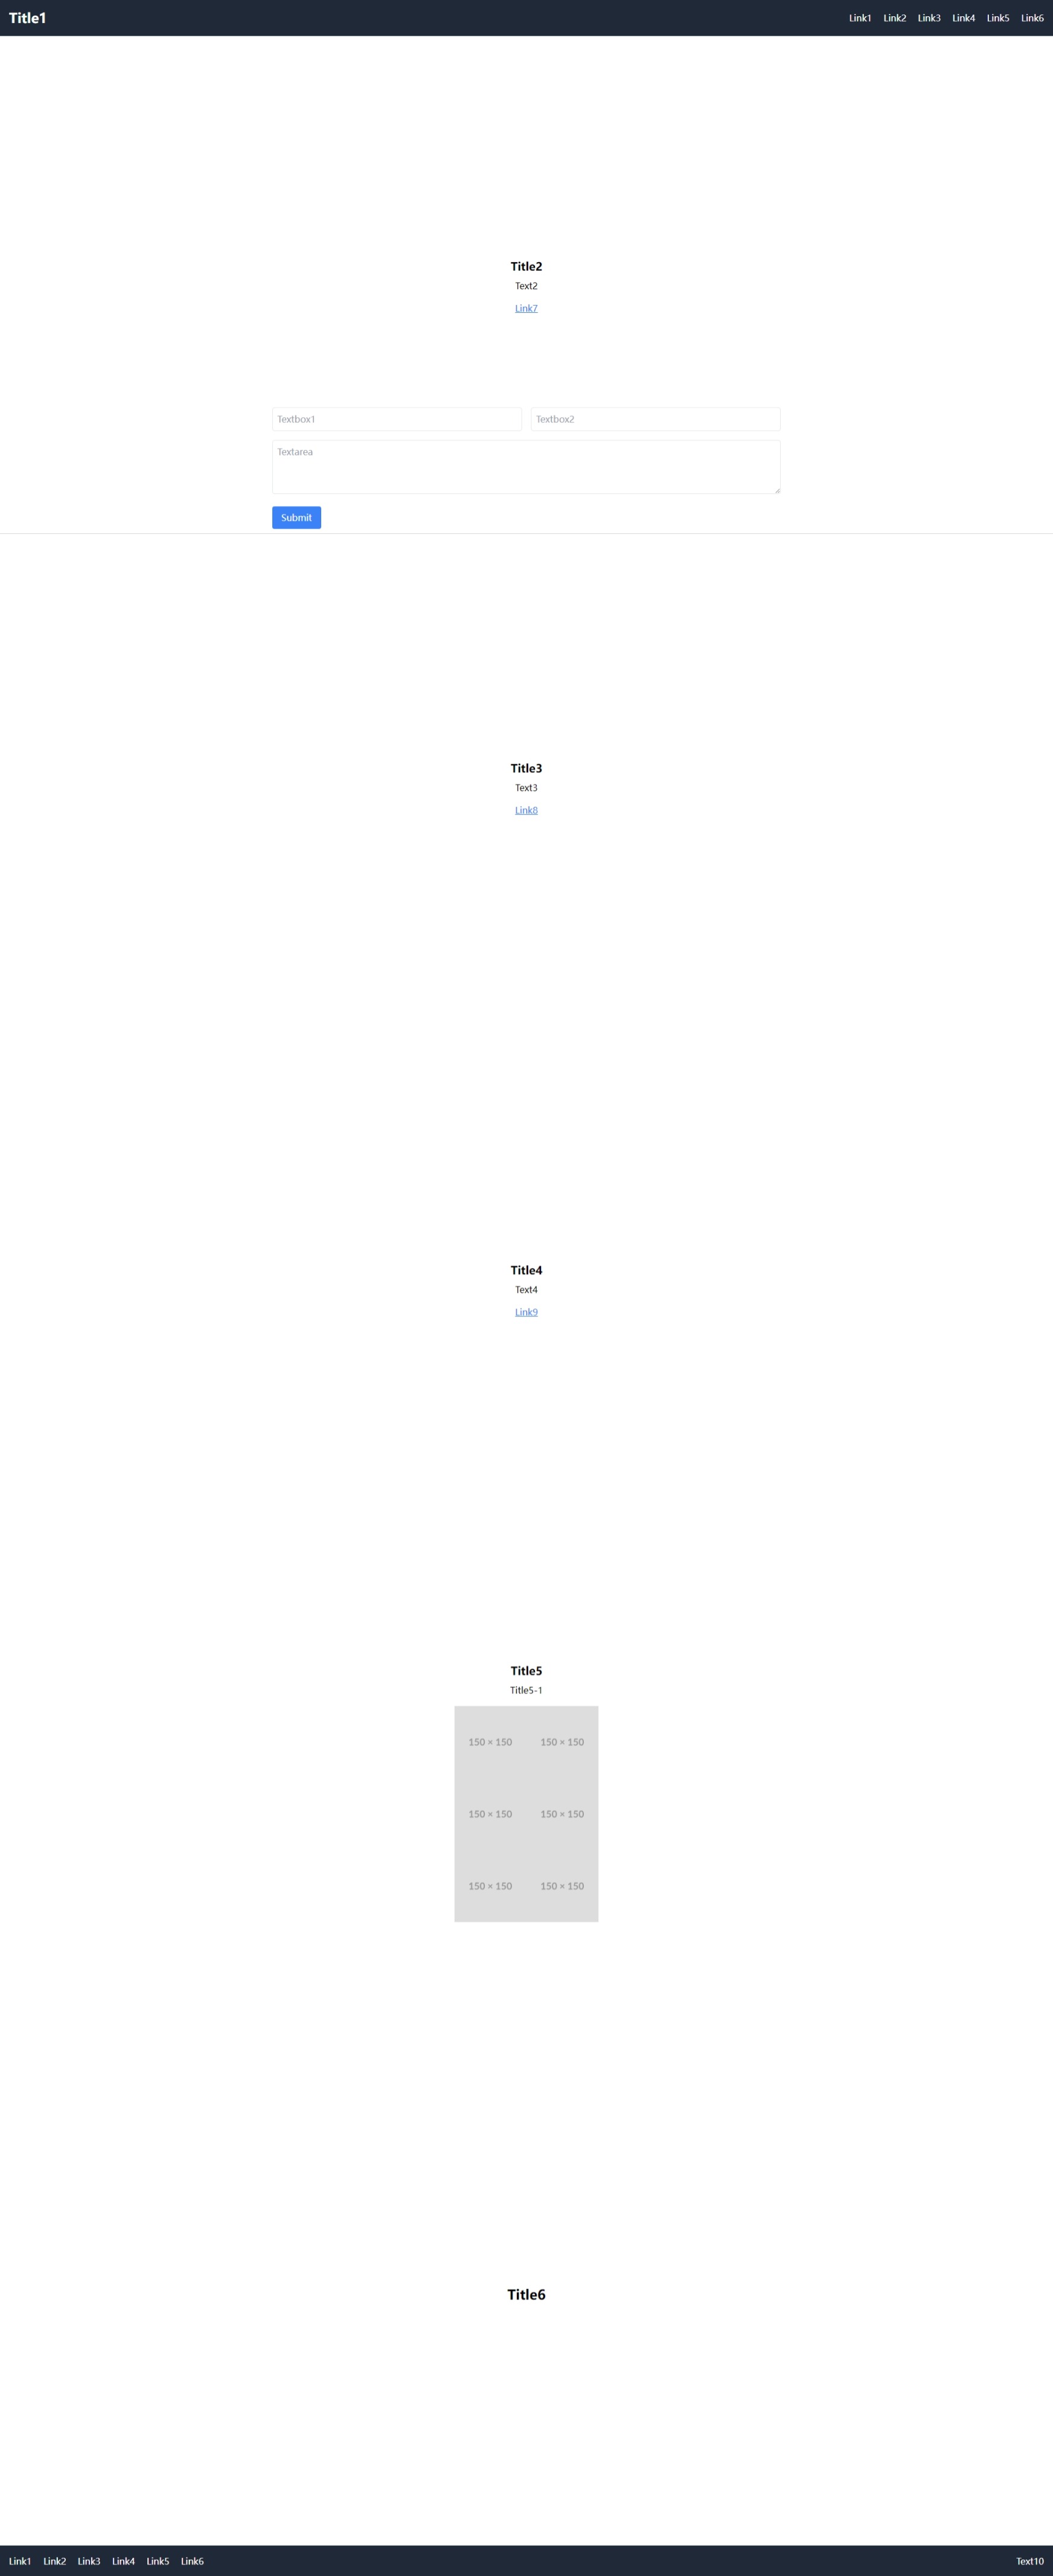 Title1 Link1 Link2 Link3 Link4 Link5 Link6
Title2
Text2
Link7
Textbox1 Textbox2
Textarea
Submit
Title3
Text3
Link8
Title4
Text4
Link9
Title5
Title5-1
150 × 150 150 × 150
150 × 150 150 × 150
150 × 150 150 × 150
Title6
Link1 Link2 Link3 Link4 Link5 Link6 Text10